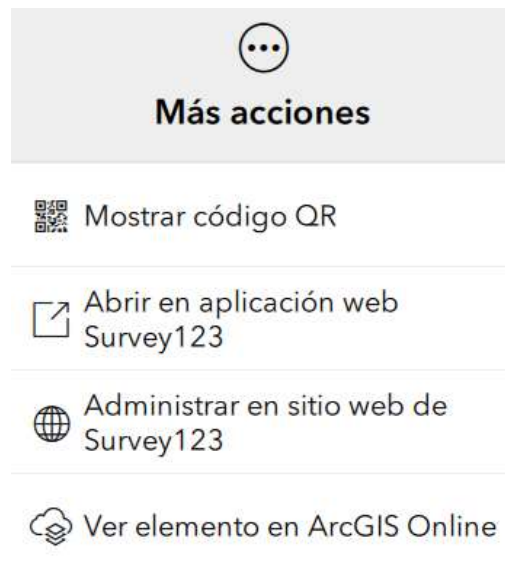 Más acciones
Mostrar código QR
Abrir en aplicación web
Survey123
Administrar en sitio web de
Survey123
Ver elemento en ArcGIS Online